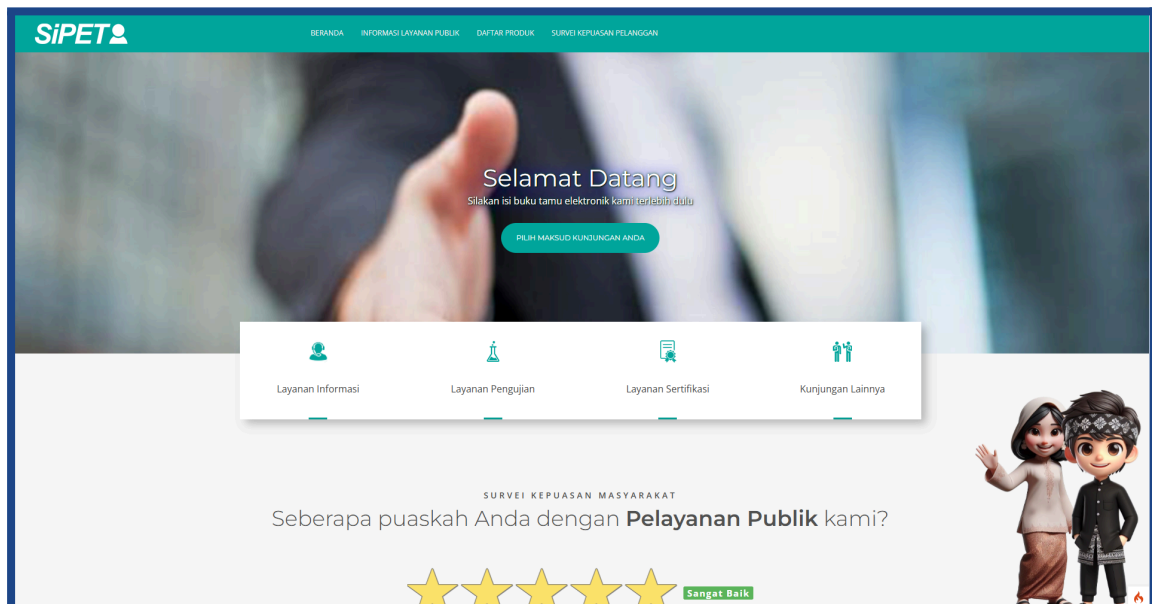 SiPET
BERANDA INFORMASI LAYANAN PUBLIK DAFTAR PRODUK SURVEI KEPUASAN PELANGGAN
Selamat Datang
Silakan isi buku tamu elektronik kami terlebih dulu
PILIH MAKSUD KUNJUNGAN ANDA
Layanan Informasi Layanan Pengujian Layanan Sertifikasi Kunjungan Lainnya
SURVEI KEPUASAN MASYARAKAT
Seberapa puaskah Anda dengan Pelayanan Publik kami?
Sangat Baik